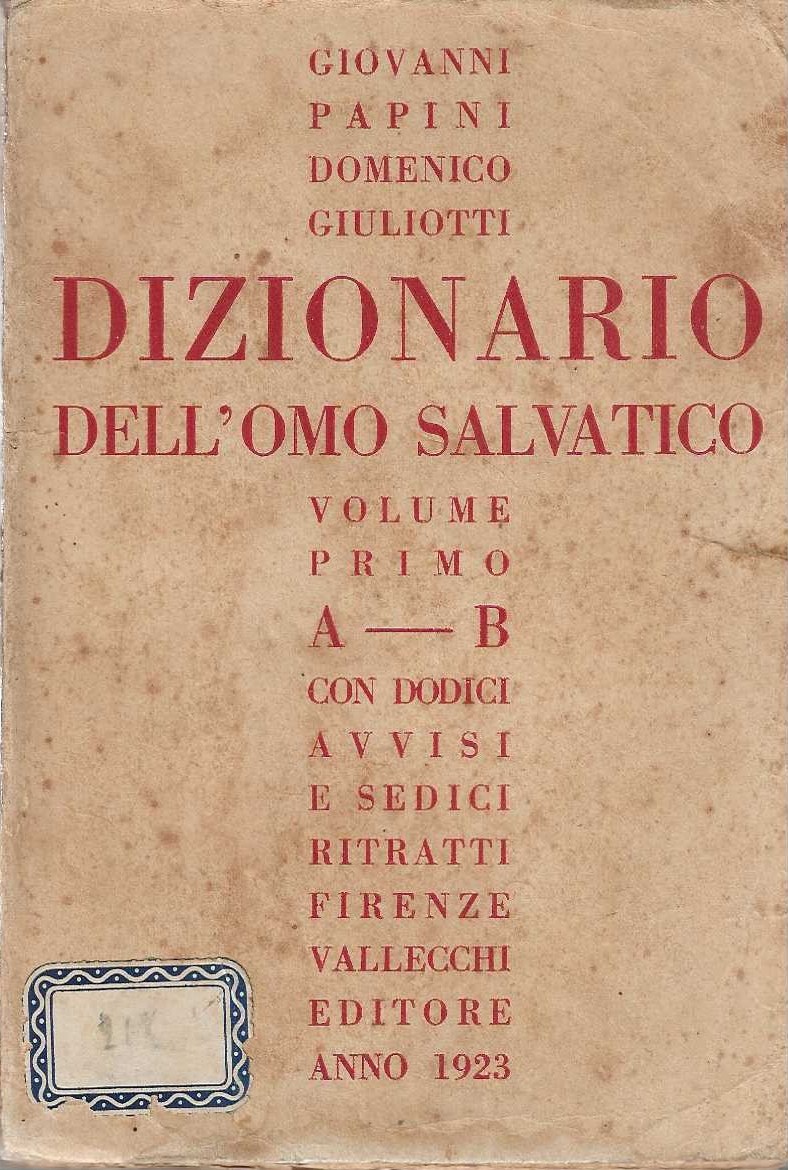 GIOVANNI
PAPINI
DOMENICO
GIULIOTTI
DIZIONARIO
DELL'OMO SALVATICO
VOLUME
PRIMO
A — B
CON DODICI
AVVISI
E SEDICI
RITRATTI
FIRENZE
VALLECCHI
EDITORE
ANNO 1923